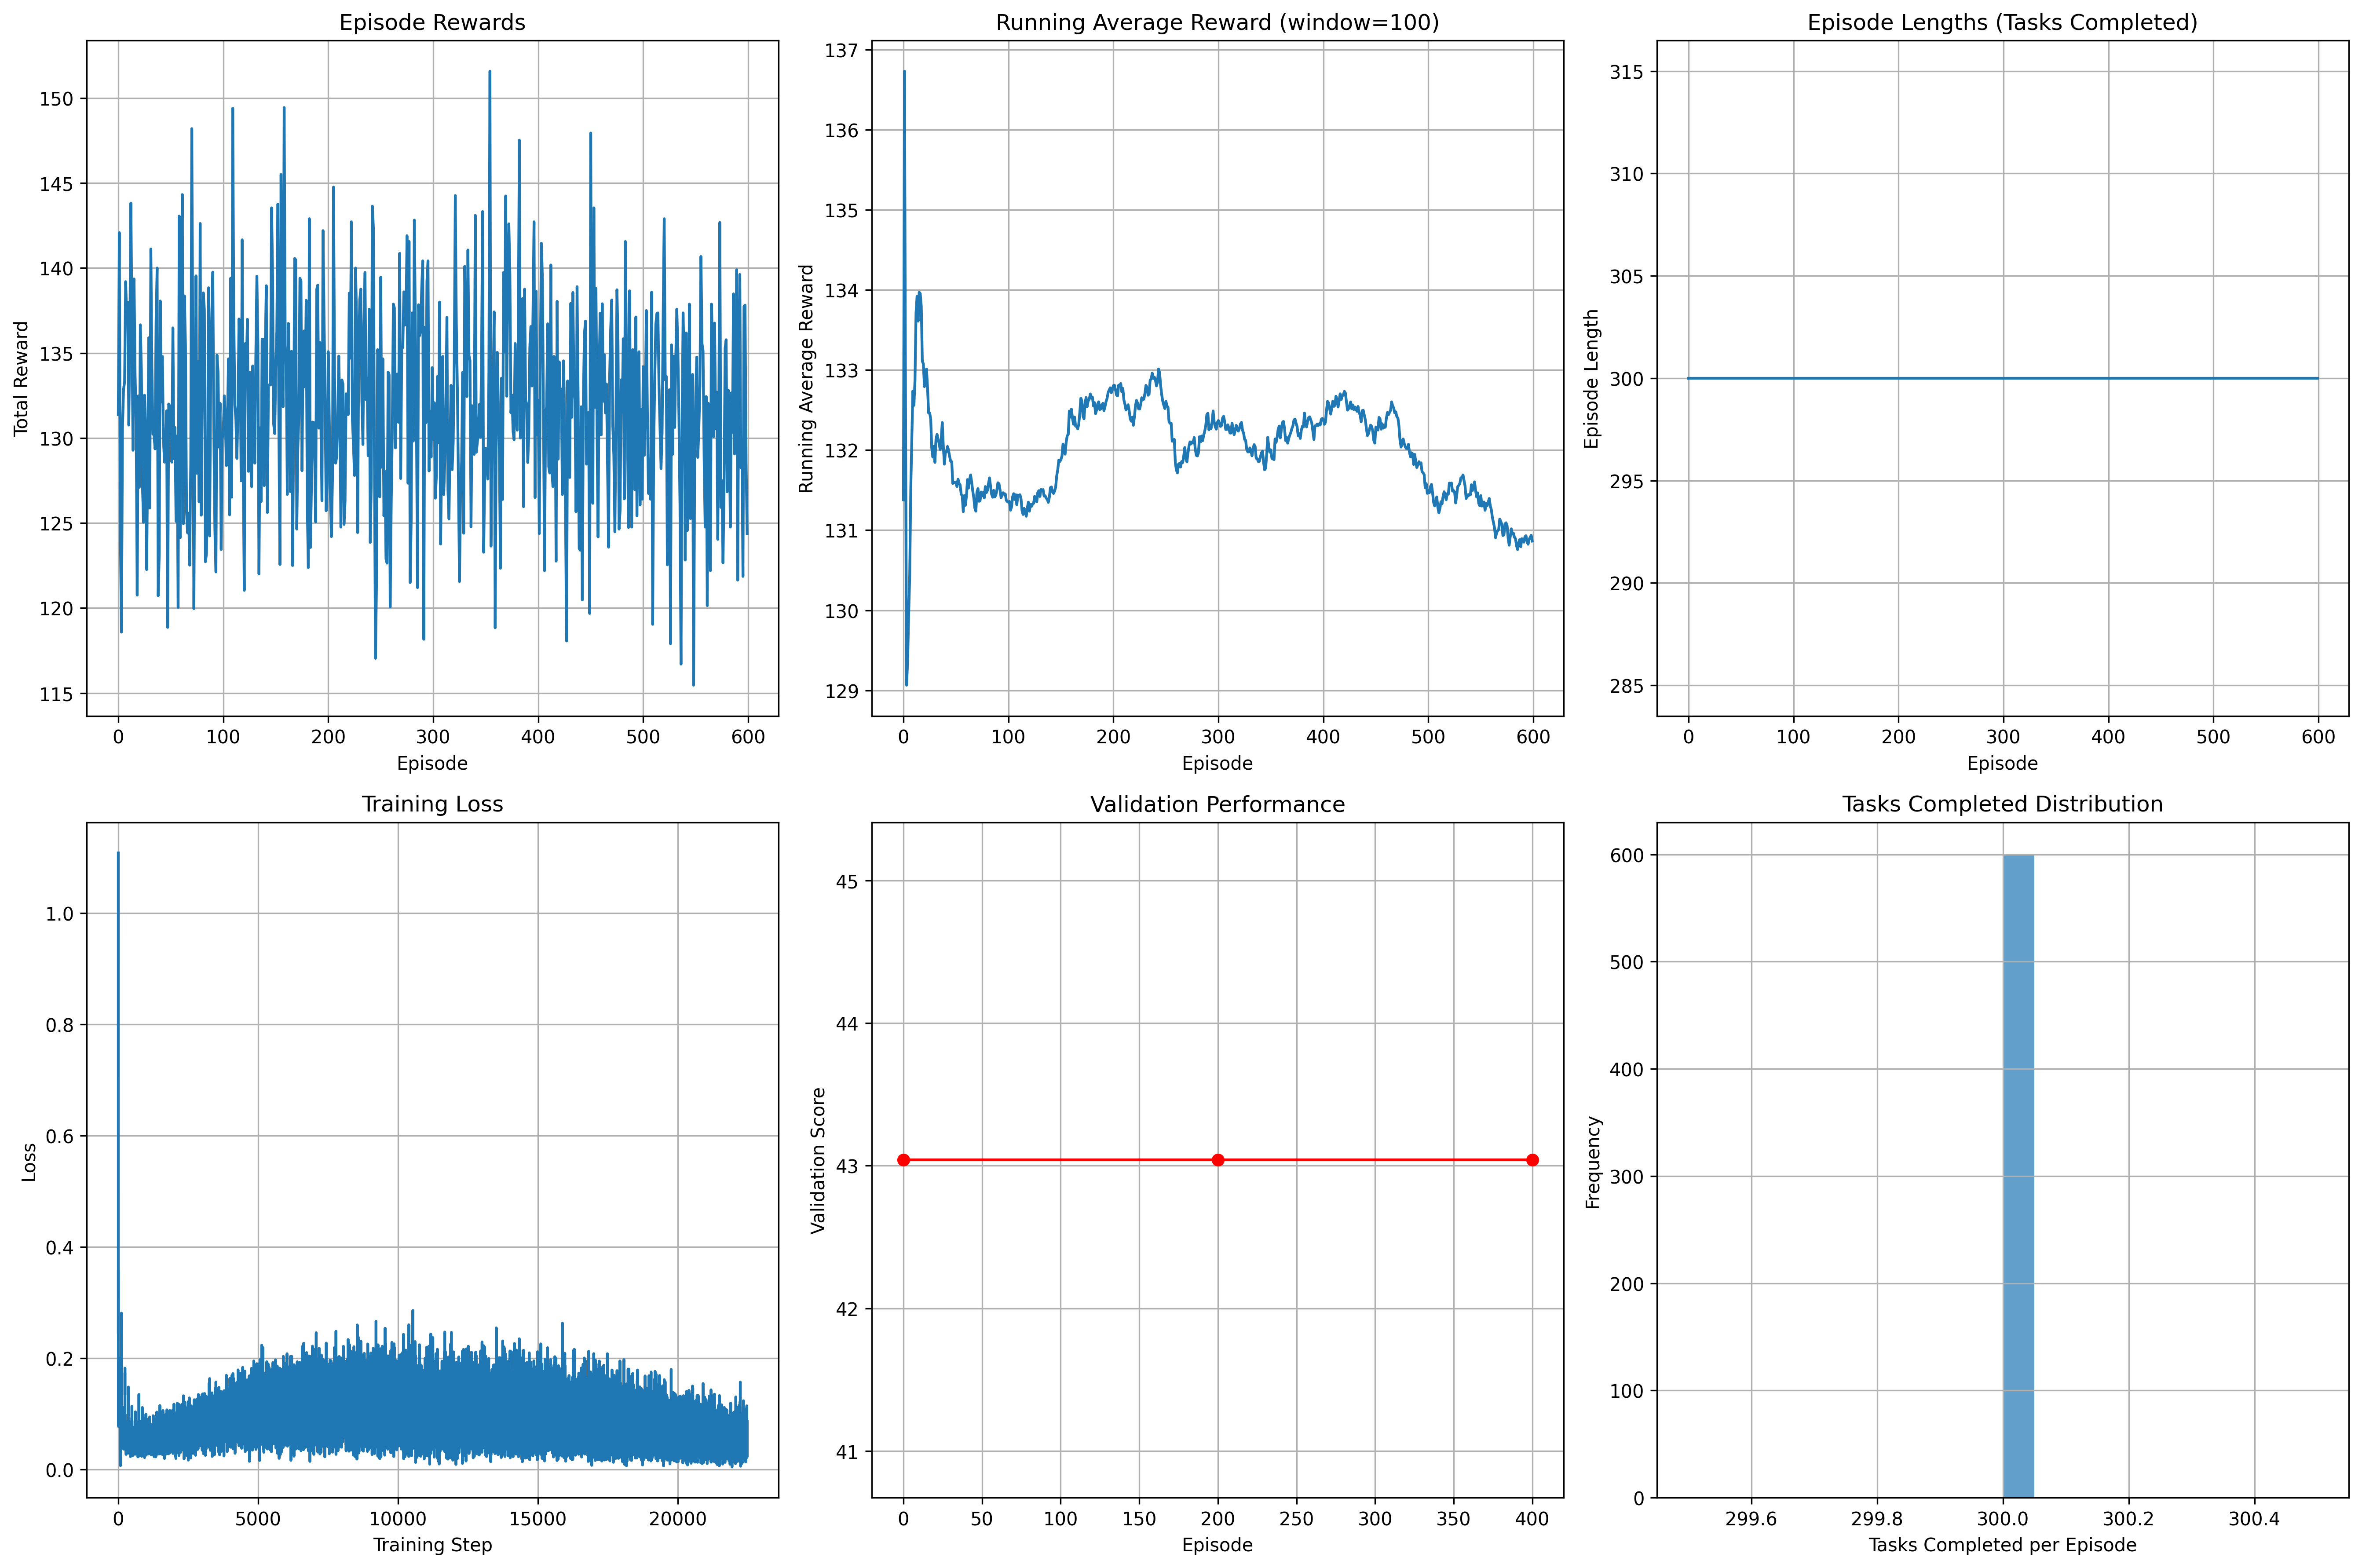 Episode Rewards
Total Reward
150
145
140
135
130
125
120
115
0 100 200 300 400 500 600
Episode
Running Average Reward (window=100)
Running Average Reward
137
136
135
134
133
132
131
130
129
0 100 200 300 400 500 600
Episode
Episode Lengths (Tasks Completed)
Episode Length
315
310
305
300
295
290
285
0 100 200 300 400 500 600
Episode
Training Loss
Loss
1.0
0.8
0.6
0.4
0.2
0.0
0 5000 10000 15000 20000
Training Step
Validation Performance
Validation Score
45
44
43
42
41
0 50 100 150 200 250 300 350 400
Episode
Tasks Completed Distribution
Frequency
600
500
400
300
200
100
0
299.6 299.8 300.0 300.2 300.4
Tasks Completed per Episode